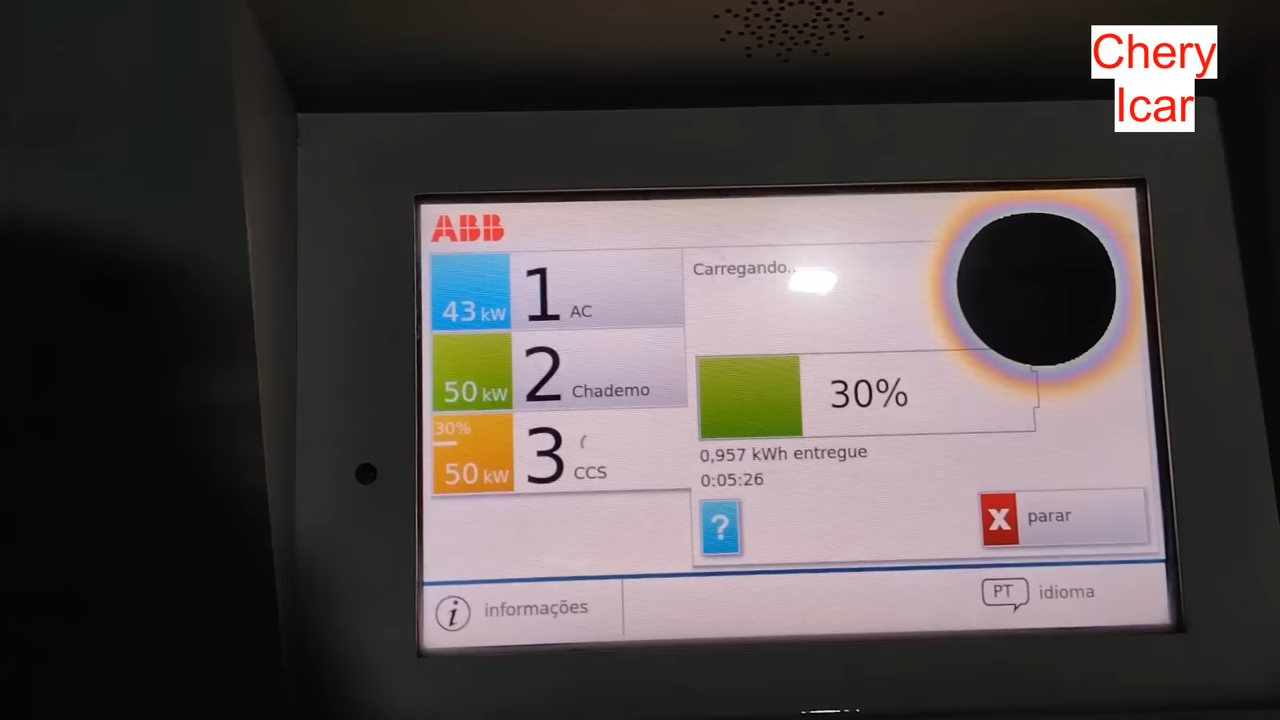 Chery
Icar
ABB
43 kW
1 AC
50 kW
2 Chademo
30%
50 kW
3 CCS
Carregando..
30%
0,957 kWh entregue
0:05:26
?
X parar
i informações
PT idioma